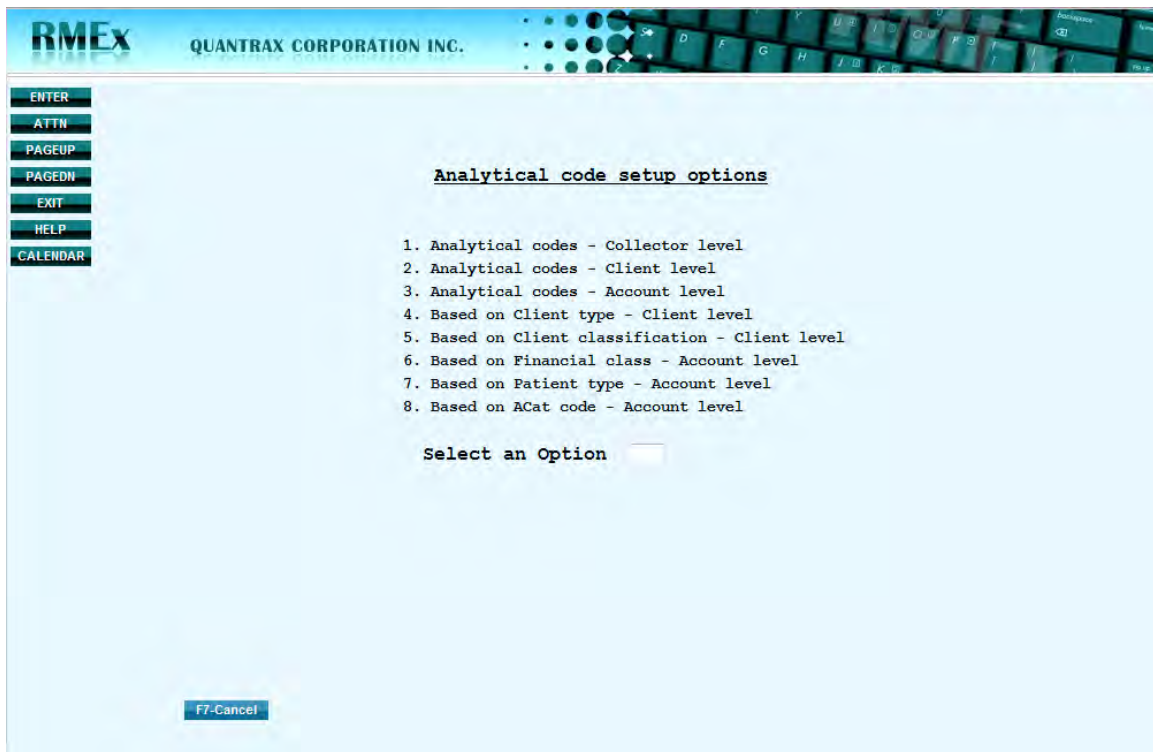 RMEx
QUANTRAX CORPORATION INC.
ENTER
ATTN
PAGEUP
PAGEDN
EXIT
HELP
CALENDAR
Analytical code setup options
1. Analytical codes - Collector level
2. Analytical codes - Client level
3. Analytical codes - Account level
4. Based on Client type - Client level
5. Based on Client classification - Client level
6. Based on Financial class - Account level
7. Based on Patient type - Account level
8. Based on ACat code - Account level
Select an Option
F7-Cancel